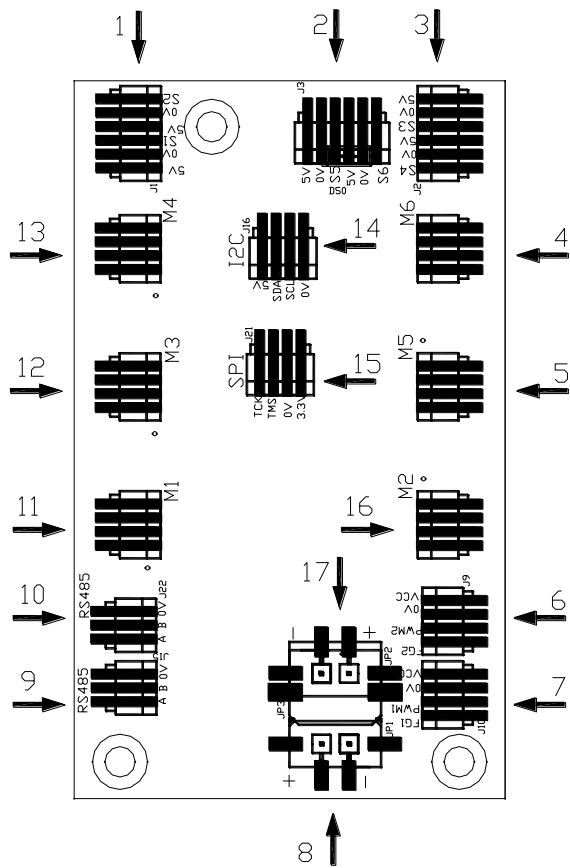 1
2
3
J3
S2
0V
5V
S1
0V
5V
J1
5V
0V
S5
5V
0V
S6
OSD
5V
0V
S3
5V
0V
S4
J2
13
M4
I2C
J16
5V
SDA
SCL
0V
14
M6
4
12
M3
SPI
J21
TCK
TMS
0V
3.3V
15
M5
5
11
M1
16
M2
10
RS485
A B 0V
J22
17
VCC
0V
PWM2
FG2
J9
6
9
RS485
A B 0V
− +
JP2
JP3
JP1
+ −
VCC
0V
PWM1
FG1
J10
7
8